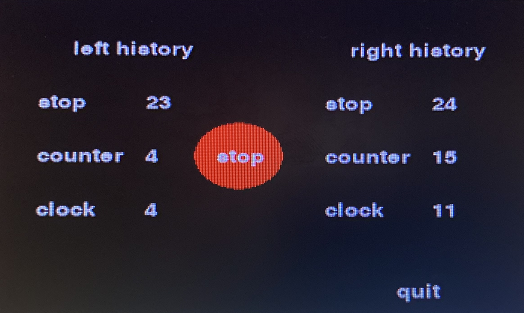 left history
right history
stop 23
stop 24
counter 4
stop
counter 15
clock 4
clock 11
quit